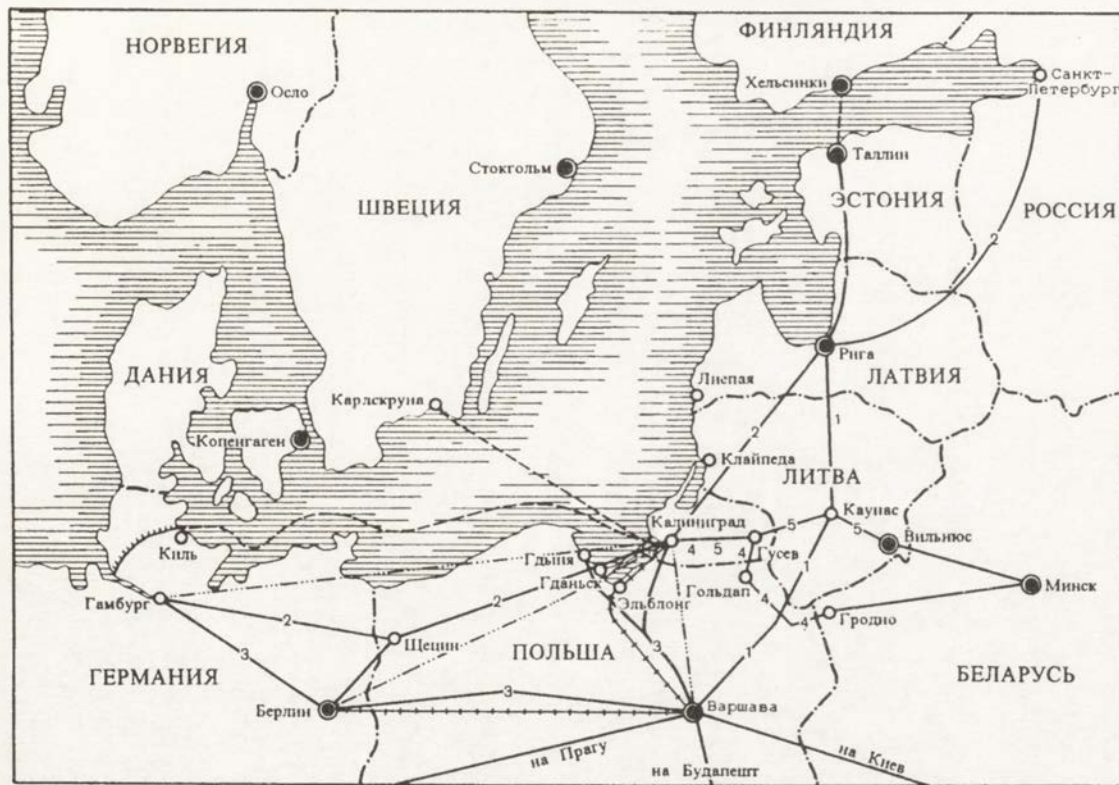 НОРВЕГИЯ
ФИНЛЯНДИЯ
Осло
Хельсинки
Санкт-
Петербург
Стокгольм
Таллин
ШВЕЦИЯ
ЭСТОНИЯ
РОССИЯ
2
Рига
ДАНИЯ
Лиепая
ЛАТВИЯ
Карлскруна
2
1
Копенгаген
Клайпеда
ЛИТВА
Калининград
Каунас
4
5
5
5
Киль
Гдыня
4
Гусев
Вильнюс
Гданьск
1
Гамбург
2
Эльблонг
Гольдап
4
4
Гродно
Минск
2
Щецин
3
ПОЛЬША
3
1
ГЕРМАНИЯ
БЕЛАРУСЬ
3
Берлин
Варшава
на Прагу
на Будапешт
на Киев